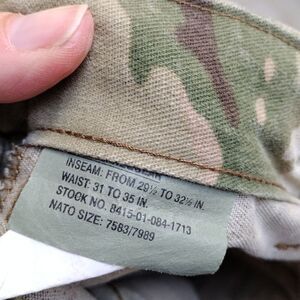 INSEAM: FROM 29½ TO 32½ IN.
WAIST: 31 TO 35 IN.
STOCK NO. 8415-01-084-1713
NATO SIZE: 7583/7989